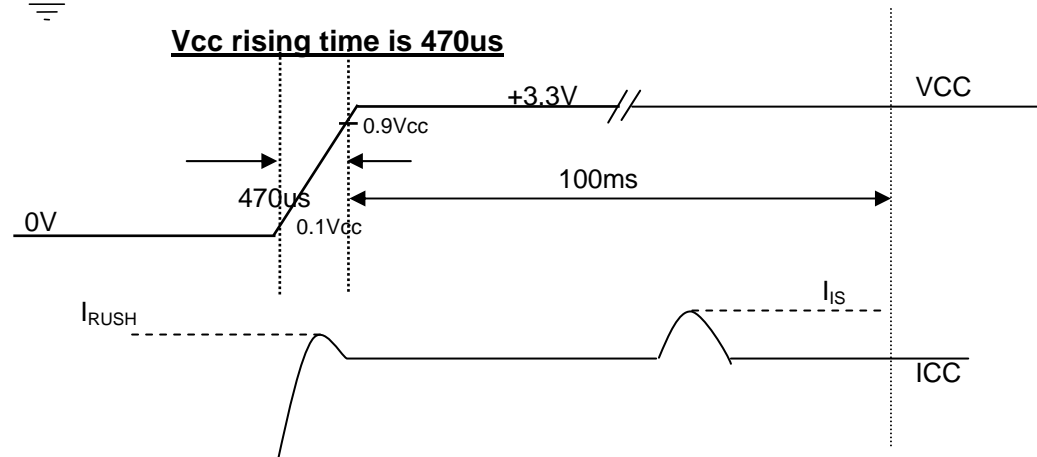 Vcc rising time is 470us
+3.3V
VCC
0.9Vcc
470us
100ms
0V
0.1Vcc
IRUSH
IIS
ICC